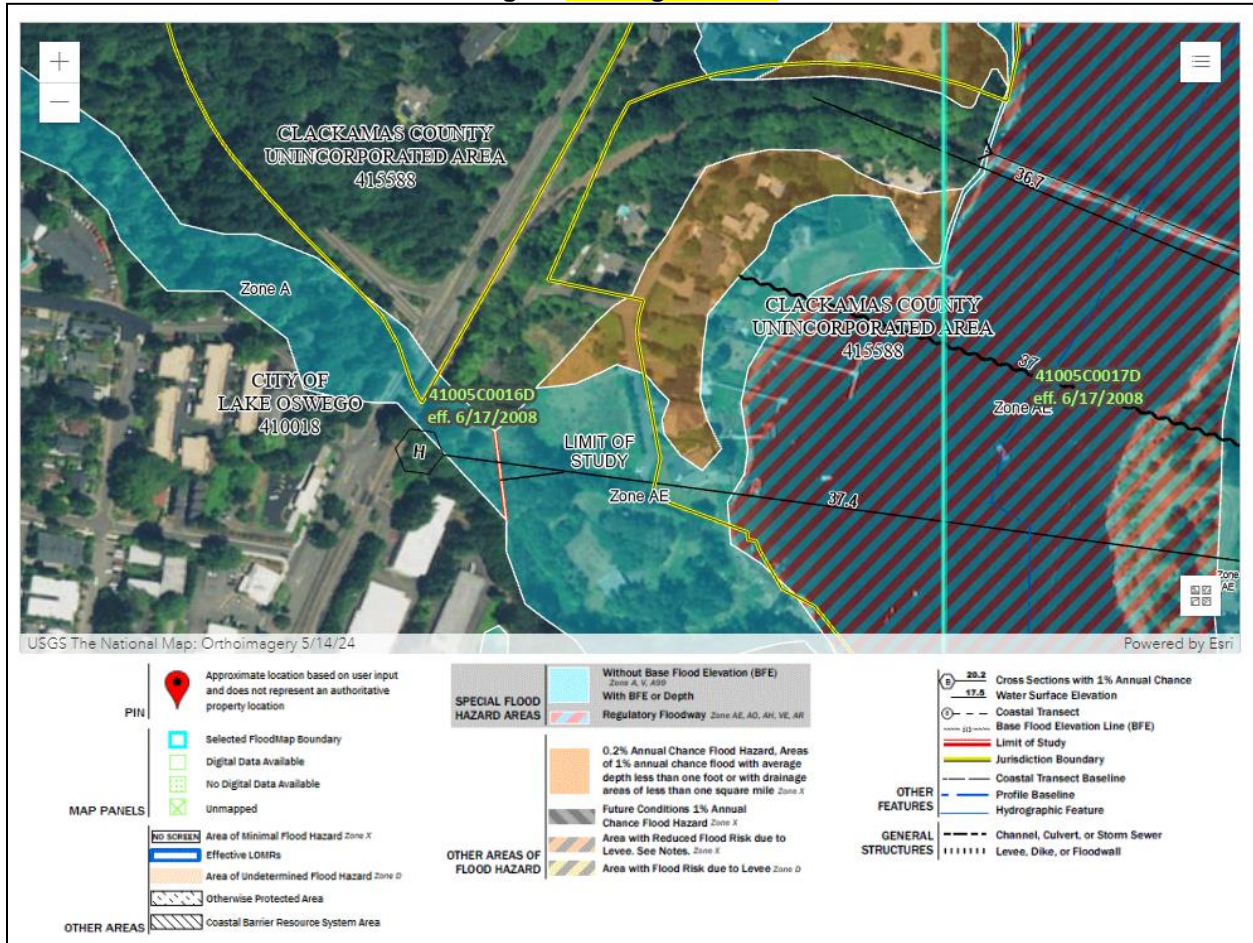 +
−
CLACKAMAS COUNTY
UNINCORPORATED AREA
415588
A
36.7
Zone A
CLACKAMAS COUNTY
UNINCORPORATED AREA
415588
37
41005C0017D
eff. 6/17/2008
Zone AE
CITY OF
LAKE OSWEGO
410018
41005C0016D
eff. 6/17/2008
H
LIMIT OF
STUDY
Zone AE
37.4
Zone
AE
USGS The National Map: Orthoimagery 5/14/24
Powered by Esri
PIN
Approximate location based on user input
and does not represent an authoritative
property location
MAP PANELS
Selected FloodMap Boundary
Digital Data Available
No Digital Data Available
Unmapped
OTHER AREAS
NO SCREEN Area of Minimal Flood Hazard Zone X
Effective LOMRs
Area of Undetermined Flood Hazard Zone D
Otherwise Protected Area
Coastal Barrier Resource System Area
SPECIAL FLOOD
HAZARD AREAS
Without Base Flood Elevation (BFE)
Zone A, V, A99
With BFE or Depth
Regulatory Floodway Zone AE, AO, AH, VE, AR
OTHER AREAS OF
FLOOD HAZARD
0.2% Annual Chance Flood Hazard, Areas
of 1% annual chance flood with average
depth less than one foot or with drainage
areas of less than one square mile Zone X
Future Conditions 1% Annual
Chance Flood Hazard Zone X
Area with Reduced Flood Risk due to
Levee. See Notes. Zone X
Area with Flood Risk due to Levee Zone D
OTHER
FEATURES
B 20.2 Cross Sections with 1% Annual Chance
17.5 Water Surface Elevation
8 Coastal Transect
513 Base Flood Elevation Line (BFE)
Limit of Study
Jurisdiction Boundary
Coastal Transect Baseline
Profile Baseline
Hydrographic Feature
GENERAL
STRUCTURES
Channel, Culvert, or Storm Sewer
Levee, Dike, or Floodwall